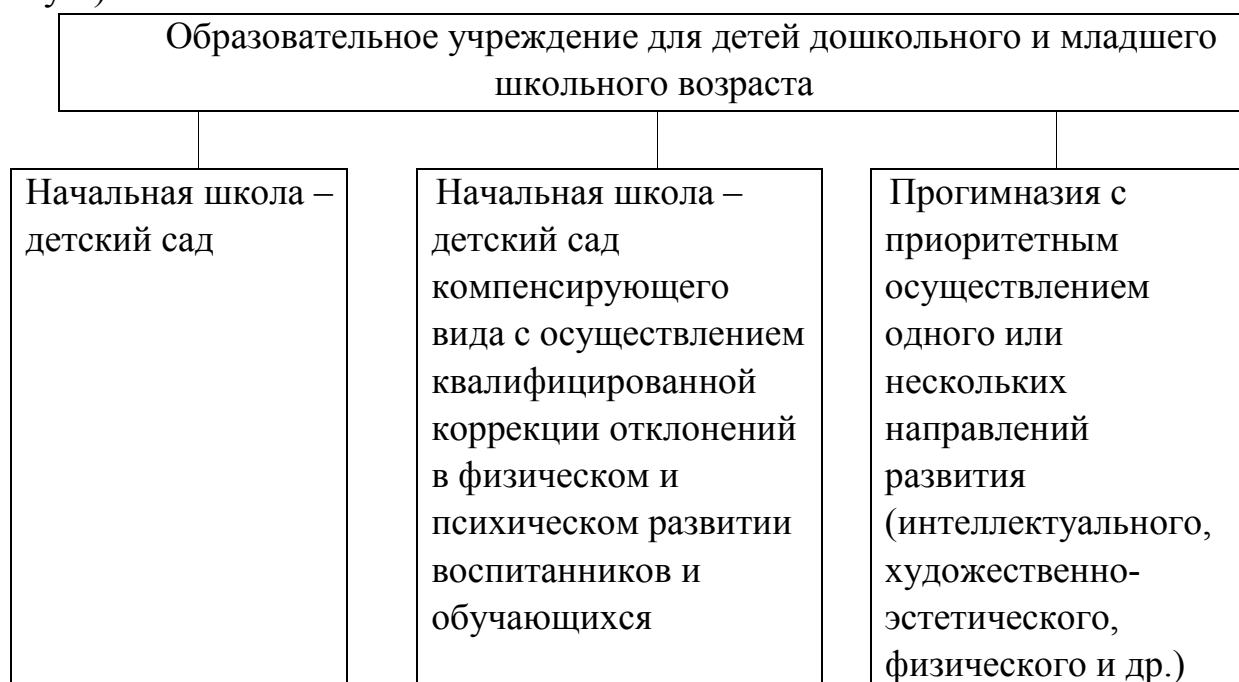 Образовательное учреждение для детей дошкольного и младшего
школьного возраста
Начальная школа –
детский сад
Начальная школа –
детский сад
компенсирующего
вида с осуществлением
квалифицированной
коррекции отклонений
в физическом и
психическом развитии
воспитанников и
обучающихся
Прогимназия с
приоритетным
осуществлением
одного или
нескольких
направлений
развития
(интеллектуального,
художественно-
эстетического,
физического и др.)